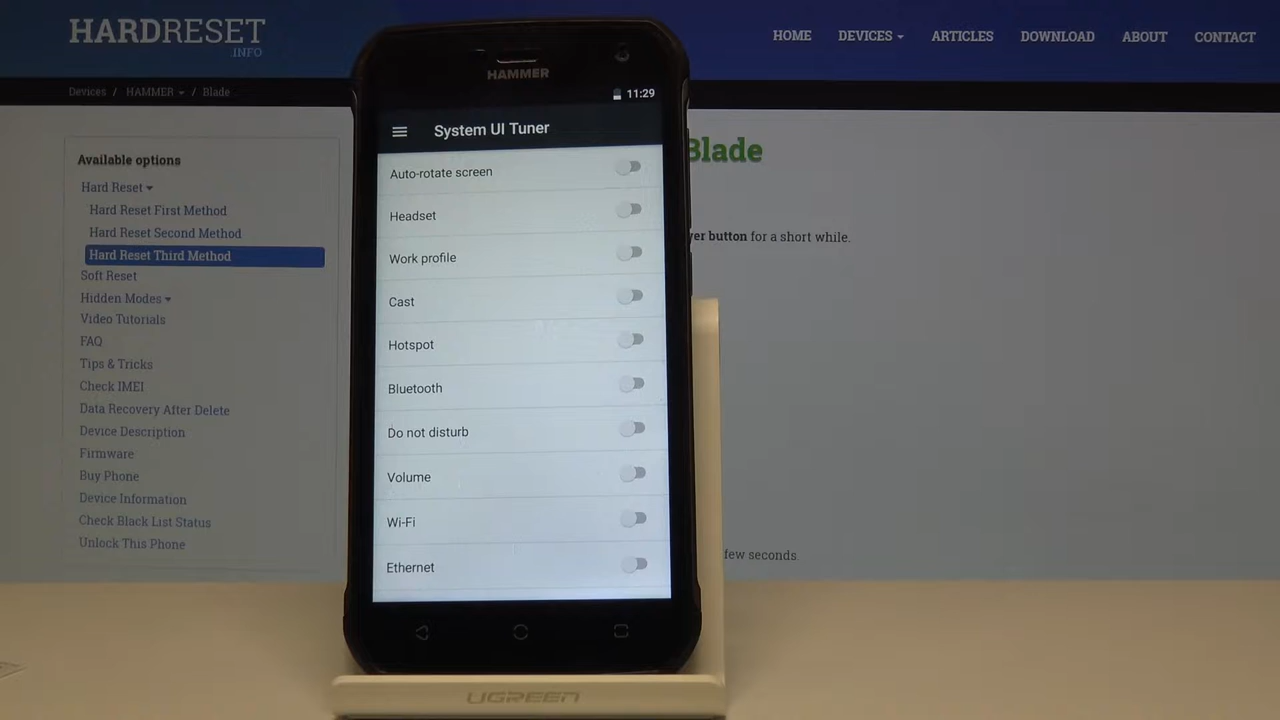 HARDRESET
.INFO
HOME
DEVICES
ARTICLES
DOWNLOAD
ABOUT
CONTACT
Devices / HAMMER / Blade
Available options
Hard Reset
Hard Reset First Method
Hard Reset Second Method
Hard Reset Third Method
Soft Reset
Hidden Modes
Video Tutorials
FAQ
Tips & Tricks
Check IMEI
Data Recovery After Delete
Device Description
Firmware
Buy Phone
Device Information
Check Black List Status
Unlock This Phone
HAMMER
11:29
System UI Tuner
Auto-rotate screen
Headset
Work profile
Cast
Hotspot
Bluetooth
Do not disturb
Volume
Wi-Fi
Ethernet
Blade
button for a short while.
few seconds.
UGREEN